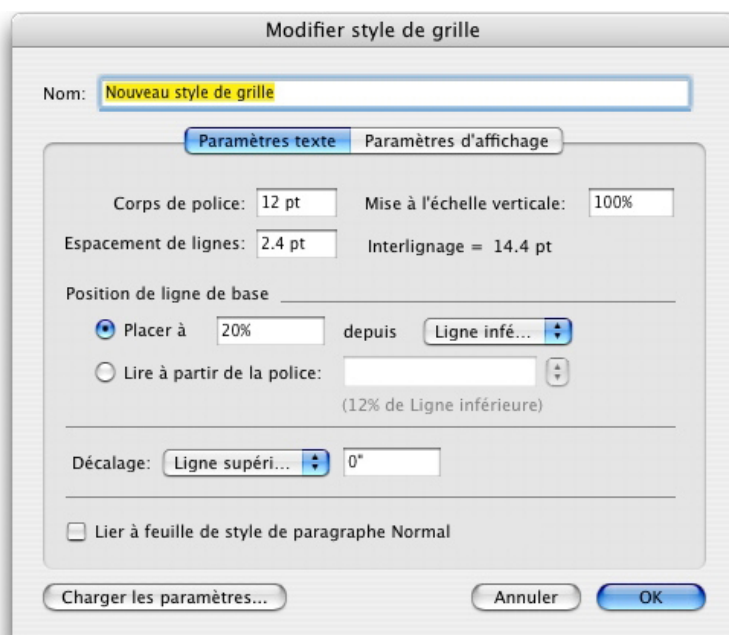 Modifier style de grille
Nom: Nouveau style de grille
Paramètres texte Paramètres d'affichage
Corps de police: 12 pt Mise à l'échelle verticale: 100%
Espacement de lignes: 2.4 pt Interlignage = 14.4 pt
Position de ligne de base
Placer à 20% depuis Ligne infé...
Lire à partir de la police:
(12% de Ligne inférieure)
Décalage: Ligne supéri... 0"
Lier à feuille de style de paragraphe Normal
Charger les paramètres... Annuler OK